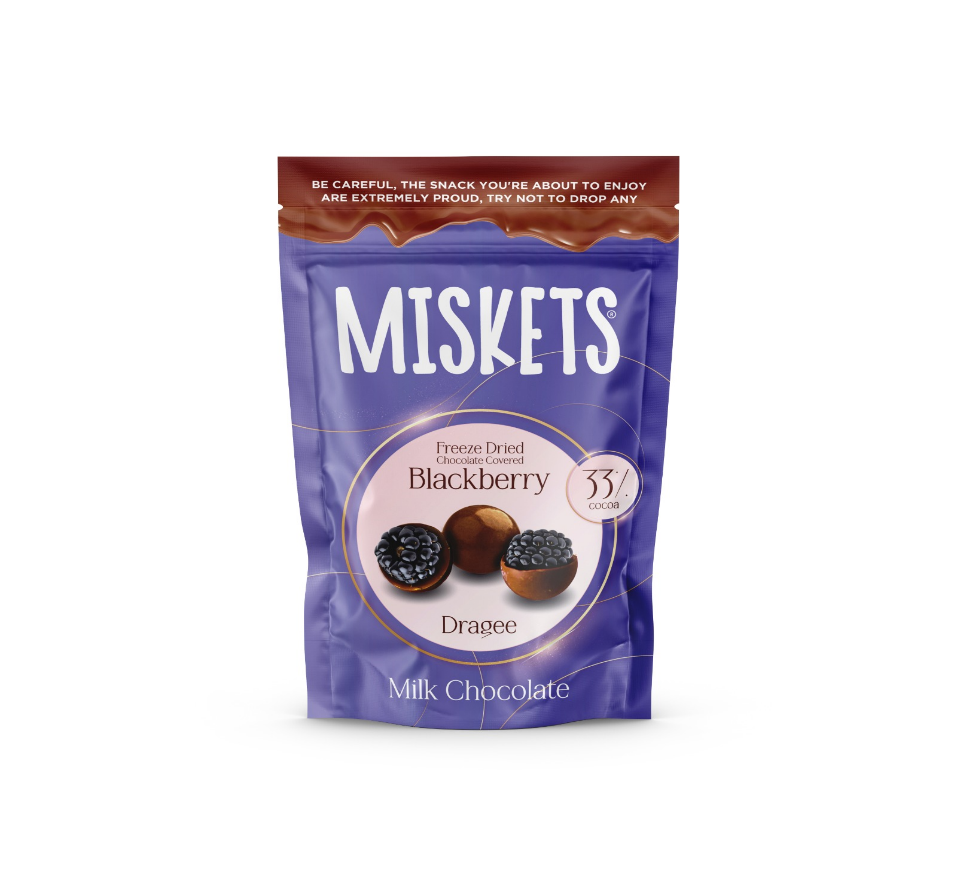 BE CAREFUL, THE SNACK YOU'RE ABOUT TO ENJOY
ARE EXTREMELY PROUD, TRY NOT TO DROP ANY
MISKETS®
Freeze Dried
Chocolate Covered
Blackberry
33%
cocoa
Dragee
Milk Chocolate